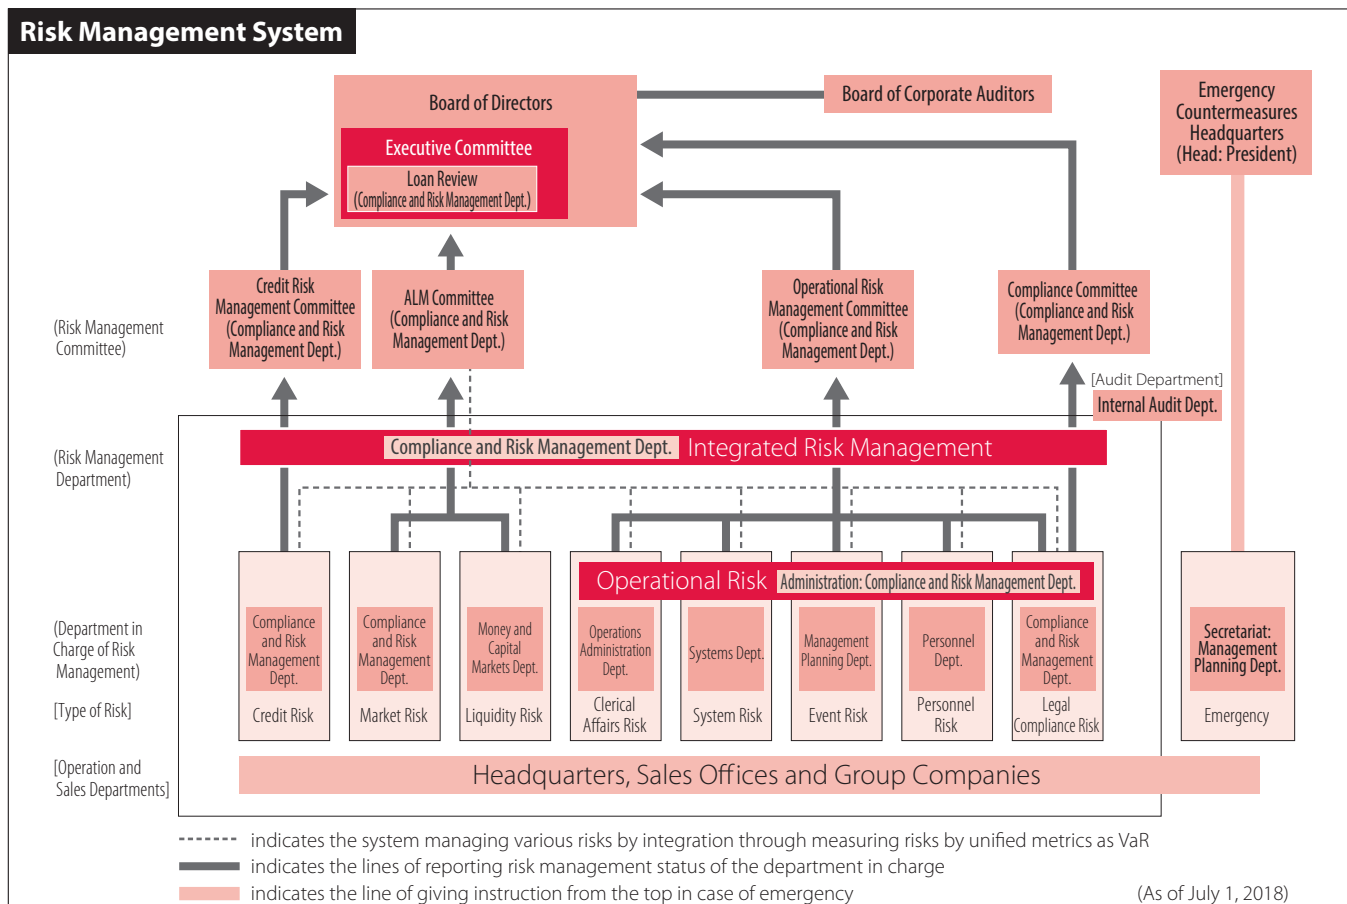 Risk Management System
Board of Directors
Board of Corporate Auditors
Emergency
Countermeasures
Headquarters
(Head: President)
Executive Committee
Loan Review
(Compliance and Risk Management Dept.)
(Risk Management
Committee)
Credit Risk
Management Committee
(Compliance and Risk
Management Dept.)
ALM Committee
(Compliance and Risk
Management Dept.)
Operational Risk
Management Committee
(Compliance and Risk
Management Dept.)
Compliance Committee
(Compliance and Risk
Management Dept.)
[Audit Department]
Internal Audit Dept.
(Risk Management
Department)
Compliance and Risk Management Dept. Integrated Risk Management
Operational Risk Administration: Compliance and Risk Management Dept.
(Department in
Charge of Risk
Management)
Compliance
and Risk
Management
Dept.
Compliance
and Risk
Management
Dept.
Money and
Capital
Markets Dept.
Operations
Administration
Dept.
Systems Dept.
Management
Planning Dept.
Personnel
Dept.
Compliance
and Risk
Management
Dept.
Secretariat:
Management
Planning Dept.
[Type of Risk]
Credit Risk
Market Risk
Liquidity Risk
Clerical
Affairs Risk
System Risk
Event Risk
Personnel
Risk
Legal
Compliance Risk
Emergency
[Operation and
Sales Departments]
Headquarters, Sales Offices and Group Companies
indicates the system managing various risks by integration through measuring risks by unified metrics as VaR
indicates the lines of reporting risk management status of the department in charge
indicates the line of giving instruction from the top in case of emergency
(As of July 1, 2018)